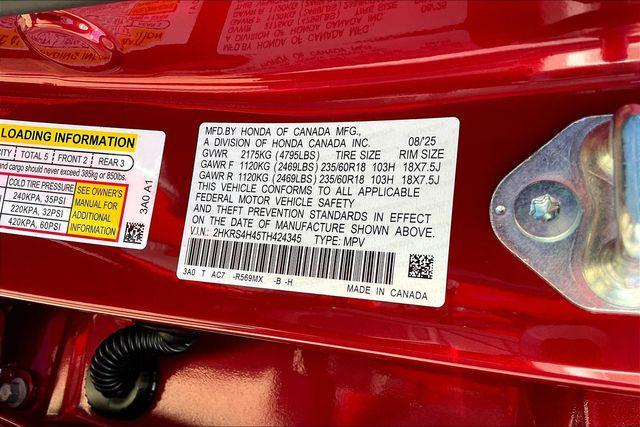 LOADING INFORMATION
CITY TOTAL 5 FRONT 2 REAR 3
and cargo should never exceed 385kg or 850lbs.
COLD TIRE PRESSURE
240KPA, 35PSI
220KPA, 32PSI
420KPA, 60PSI
SEE OWNER'S
MANUAL FOR
ADDITIONAL
INFORMATION
3A0 A1
MFD.BY HONDA OF CANADA MFG., 08/25
A DIVISION OF HONDA CANADA INC.
GVWR 2175KG (4795LBS) TIRE SIZE RIM SIZE
GAWR F 1120KG (2469LBS) 235/60R18 103H 18X7.5J
GAWR R 1120KG (2469LBS) 235/60R18 103H 18X7.5J
THIS VEHICLE CONFORMS TO ALL APPLICABLE
FEDERAL MOTOR VEHICLE SAFETY
AND THEFT PREVENTION STANDARDS IN EFFECT
ON THE DATE OF MANUFACTURE SHOWN ABOVE.
V.I.N.: 2HKRS4H45TH424345 TYPE: MPV
3A0 T AC7 -R569MX -B -H
MADE IN CANADA